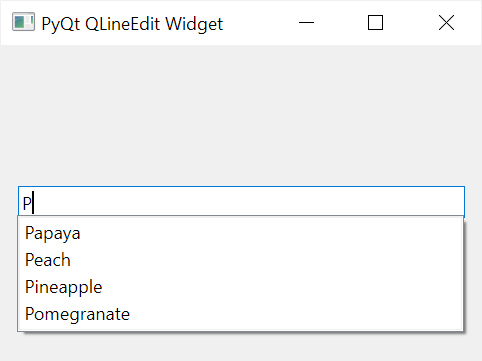 PyQt QLineEdit Widget
P
Papaya
Peach
Pineapple
Pomegranate